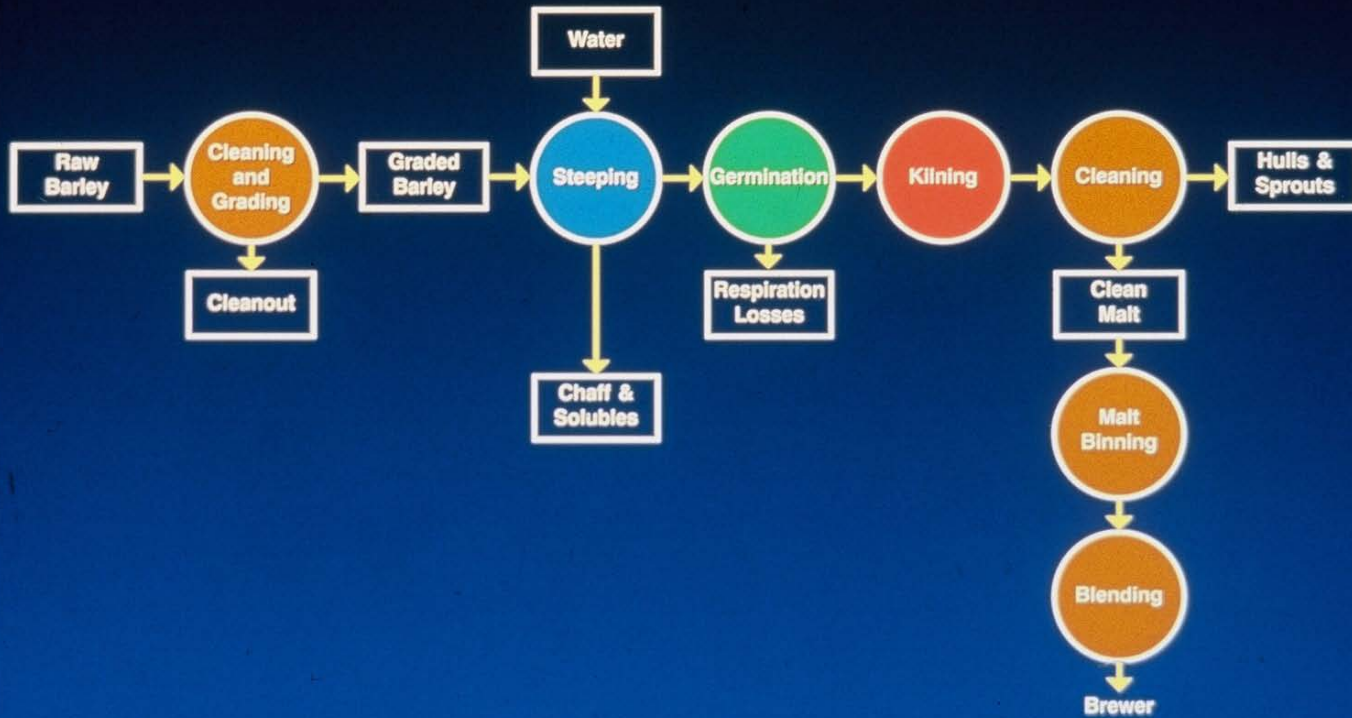 Water
Raw
Barley
Cleaning
and
Grading
Graded
Barley
Steeping
Germination
Kilning
Cleaning
Hulls &
Sprouts
Cleanout
Respiration
Losses
Clean
Malt
Chaff &
Solubles
Malt
Binning
Blending
Brewer